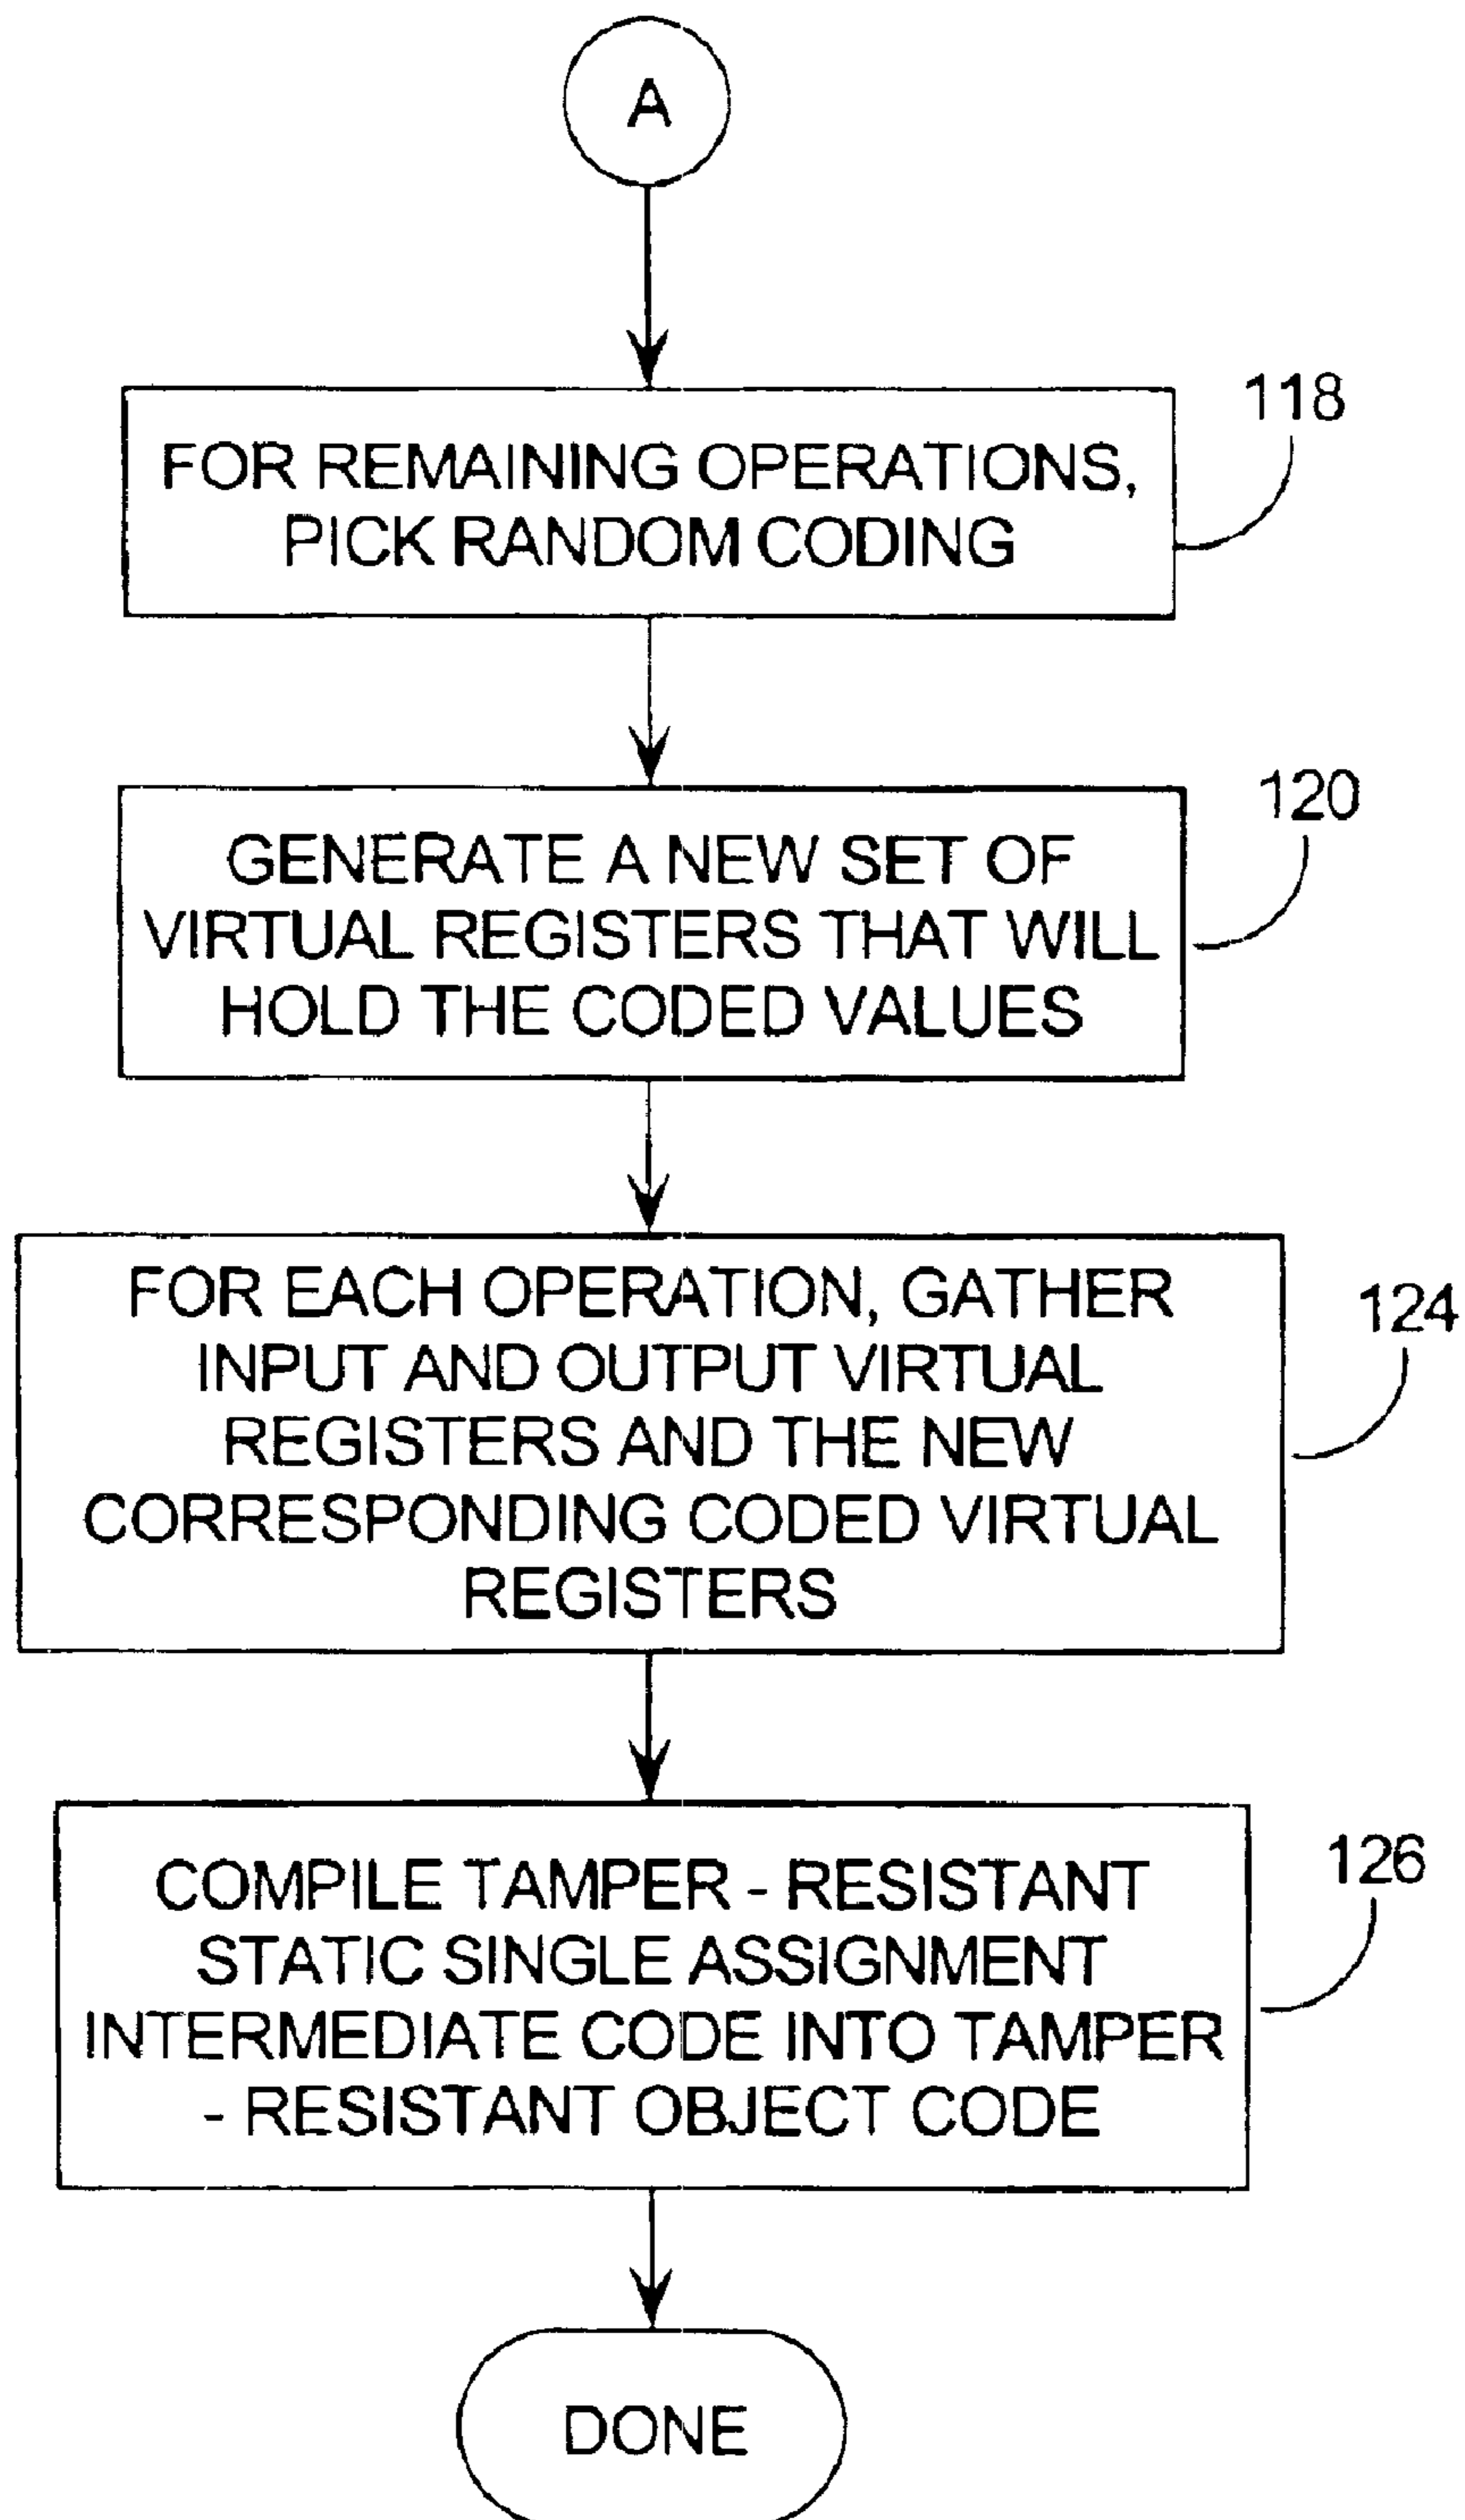 A
118
FOR REMAINING OPERATIONS,
PICK RANDOM CODING
120
GENERATE A NEW SET OF
VIRTUAL REGISTERS THAT WILL
HOLD THE CODED VALUES
124
FOR EACH OPERATION, GATHER
INPUT AND OUTPUT VIRTUAL
REGISTERS AND THE NEW
CORRESPONDING CODED VIRTUAL
REGISTERS
126
COMPILE TAMPER - RESISTANT
STATIC SINGLE ASSIGNMENT
INTERMEDIATE CODE INTO TAMPER
- RESISTANT OBJECT CODE
DONE